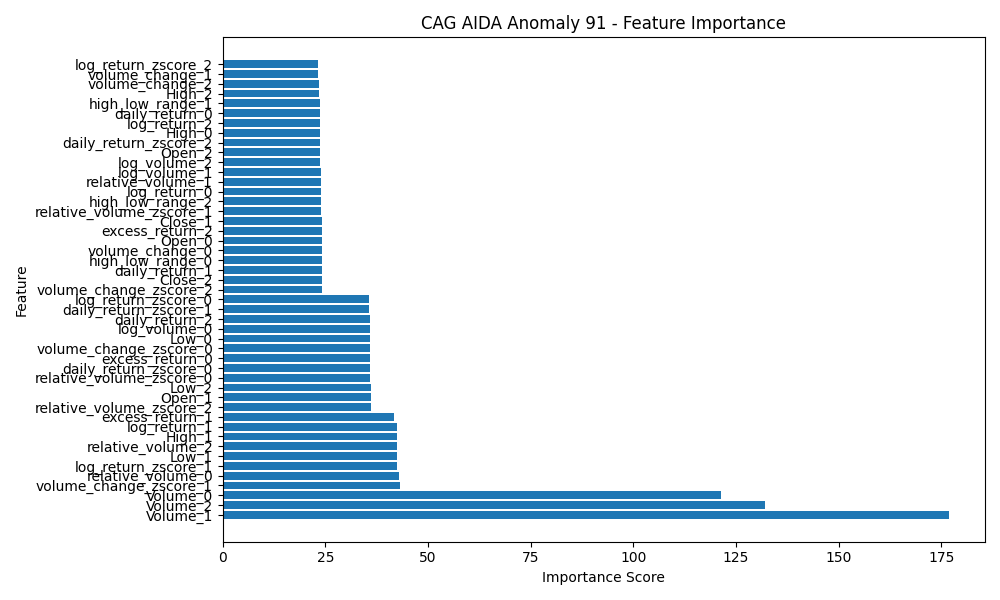 CAG AIDA Anomaly 91 - Feature Importance
log_return_zscore_2
volume_change_1
volume_change_2
High_2
high_low_range_1
daily_return_0
log_return_2
High_0
daily_return_zscore_2
Open_2
log_volume_2
log_volume_1
relative_volume_1
log_return_0
high_low_range_2
relative_volume_zscore_1
Close_1
excess_return_2
Open_0
volume_change_0
high_low_range_0
daily_return_1
Close_2
volume_change_zscore_2
log_return_zscore_0
daily_return_zscore_1
daily_return_2
log_volume_0
Low_0
volume_change_zscore_0
excess_return_0
daily_return_zscore_0
relative_volume_zscore_0
Low_2
Open_1
relative_volume_zscore_2
excess_return_1
log_return_1
High_1
relative_volume_2
Low_1
log_return_zscore_1
relative_volume_0
volume_change_zscore_1
Volume_0
Volume_2
Volume_1
Feature
0 25 50 75 100 125 150 175
Importance Score